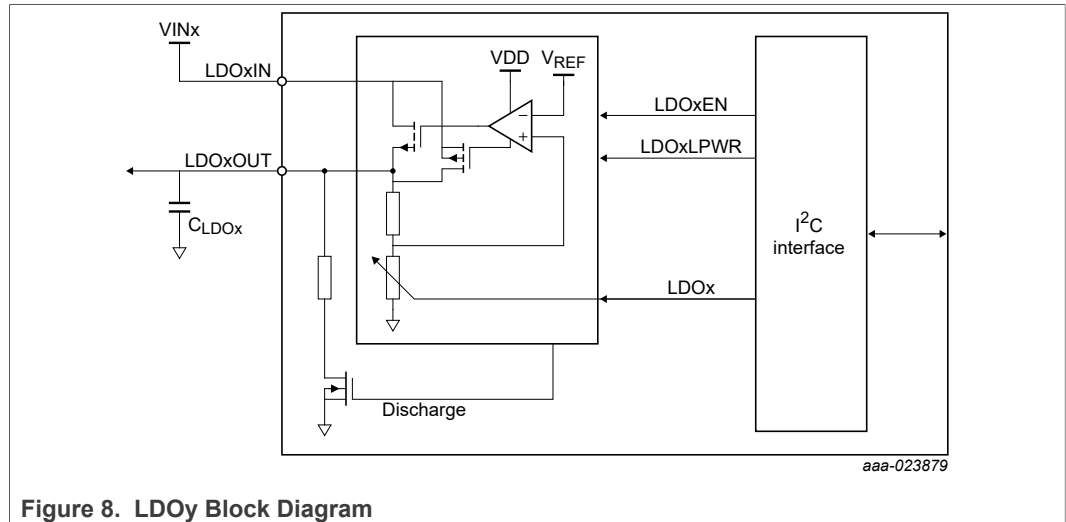 VINx
LDOxIN
VDD
VREF
LDOxEN
LDOxLPWR
LDOxOUT
CLDOx
I2C
interface
LDOx
Discharge
aaa-023879
Figure 8. LDOy Block Diagram